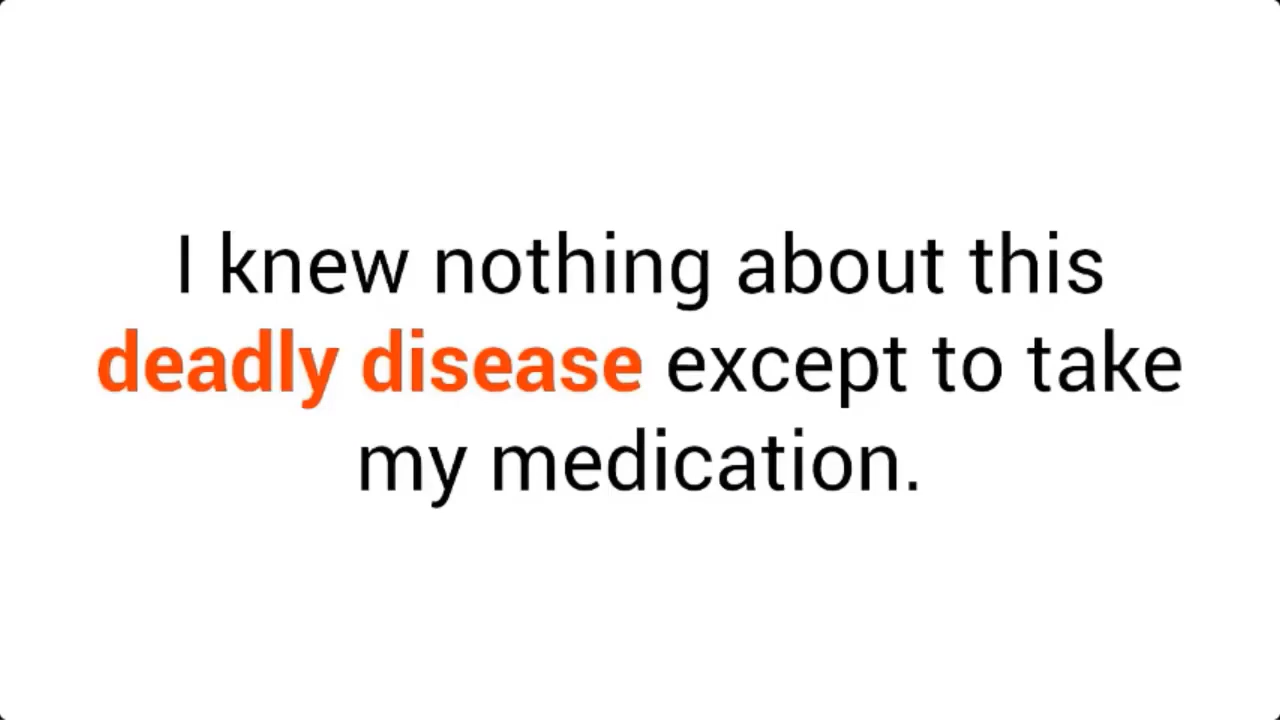 I knew nothing about this
deadly disease except to take
my medication.